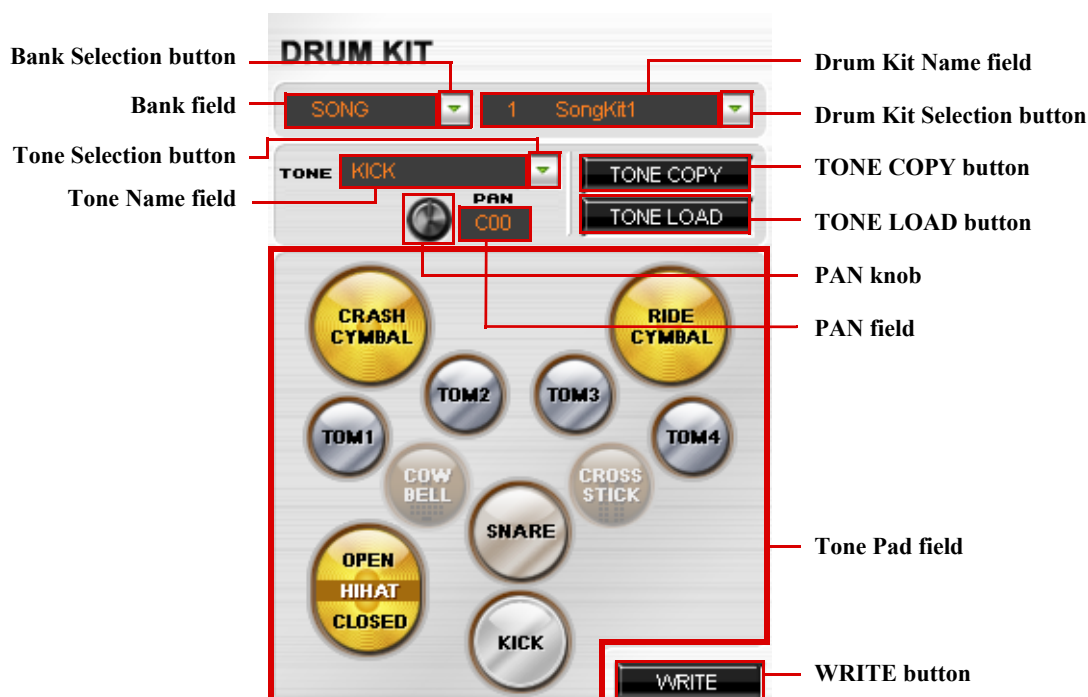 DRUM KIT
Bank Selection button
Drum Kit Name field
Bank field
SONG
1 SongKit1
Drum Kit Selection button
Tone Selection button
TONE
KICK
TONE COPY
TONE COPY button
Tone Name field
PAN
C00
TONE LOAD
TONE LOAD button
PAN knob
PAN field
CRASH
CYMBAL
RIDE
CYMBAL
TOM2
TOM3
TOM1
TOM4
COW
BELL
CROSS
STICK
SNARE
OPEN
HIHAT
CLOSED
Tone Pad field
KICK
WRITE
WRITE button